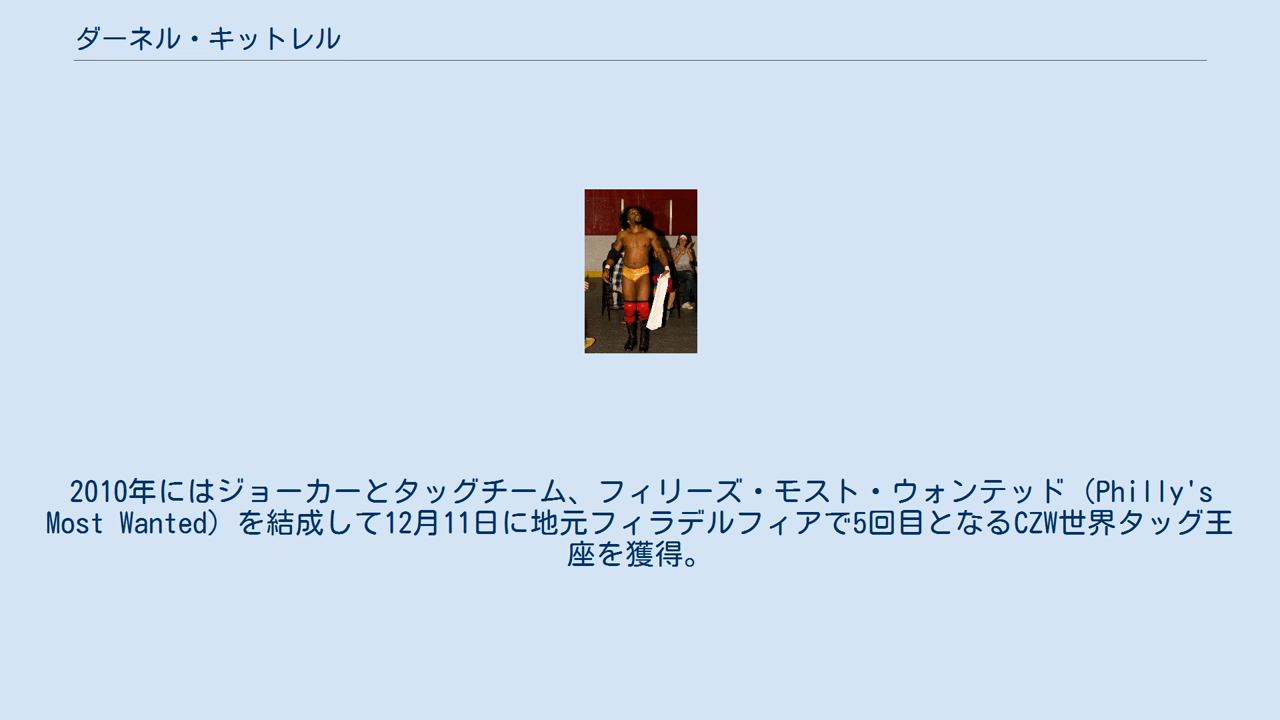 ダーネル・キットレル
2010年にはジョーカーとタッグチーム、フィリーズ・モスト・ウォンテッド（Philly's
Most Wanted）を結成して12月11日に地元フィラデルフィアで5回目となるCZW世界タッグ王
座を獲得。